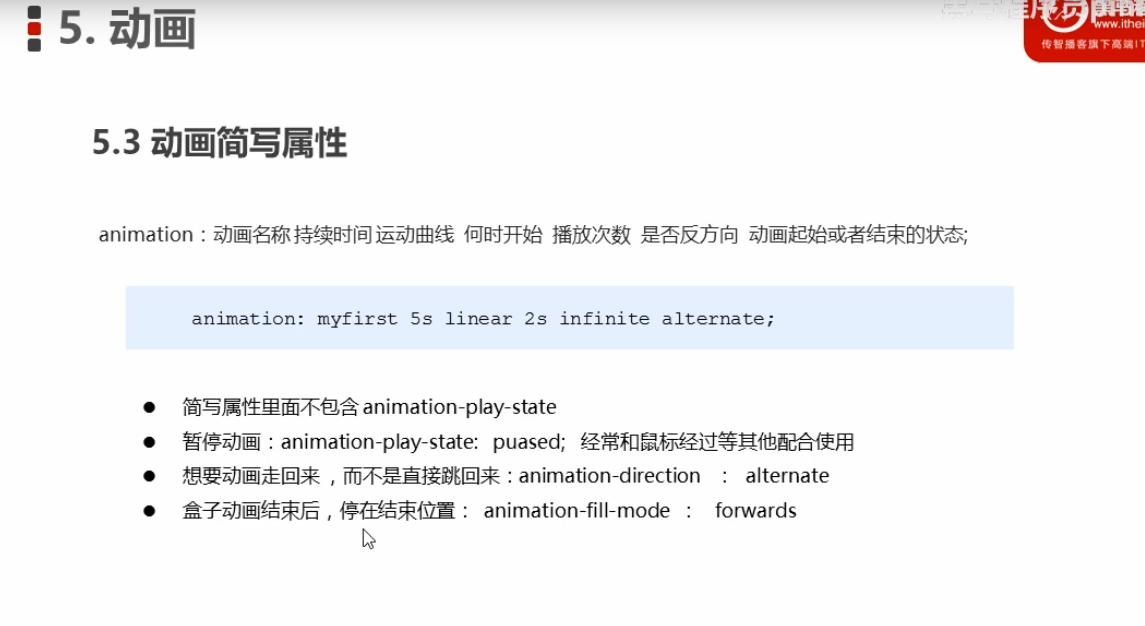 5. 动画
www.ithei
传智播客旗下高端IT
5.3 动画简写属性
animation：动画名称 持续时间 运动曲线 何时开始 播放次数 是否反方向 动画起始或者结束的状态;
animation: myfirst 5s linear 2s infinite alternate;
● 简写属性里面不包含 animation-play-state
● 暂停动画：animation-play-state: puased; 经常和鼠标经过等其他配合使用
● 想要动画走回来 ，而不是直接跳回来：animation-direction ： alternate
● 盒子动画结束后，停在结束位置： animation-fill-mode ： forwards